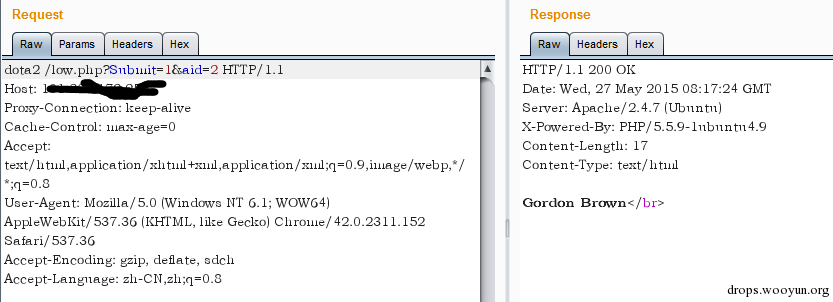 Request
Raw
Params
Headers
Hex
dota2 /low.php?Submit=1&aid=2 HTTP/1.1
Host:
Proxy-Connection: keep-alive
Cache-Control: max-age=0
Accept:
text/html,application/xhtml+xml,application/xml;q=0.9,image/webp,*/
*;q=0.8
User-Agent: Mozilla/5.0 (Windows NT 6.1; WOW64)
AppleWebKit/537.36 (KHTML, like Gecko) Chrome/42.0.2311.152
Safari/537.36
Accept-Encoding: gzip, deflate, sdch
Accept-Language: zh-CN,zh;q=0.8
Response
Raw
Headers
Hex
HTTP/1.1 200 OK
Date: Wed, 27 May 2015 08:17:24 GMT
Server: Apache/2.4.7 (Ubuntu)
X-Powered-By: PHP/5.5.9-1ubuntu4.9
Content-Length: 17
Content-Type: text/html
Gordon Brown</br>
drops.wooyun.org